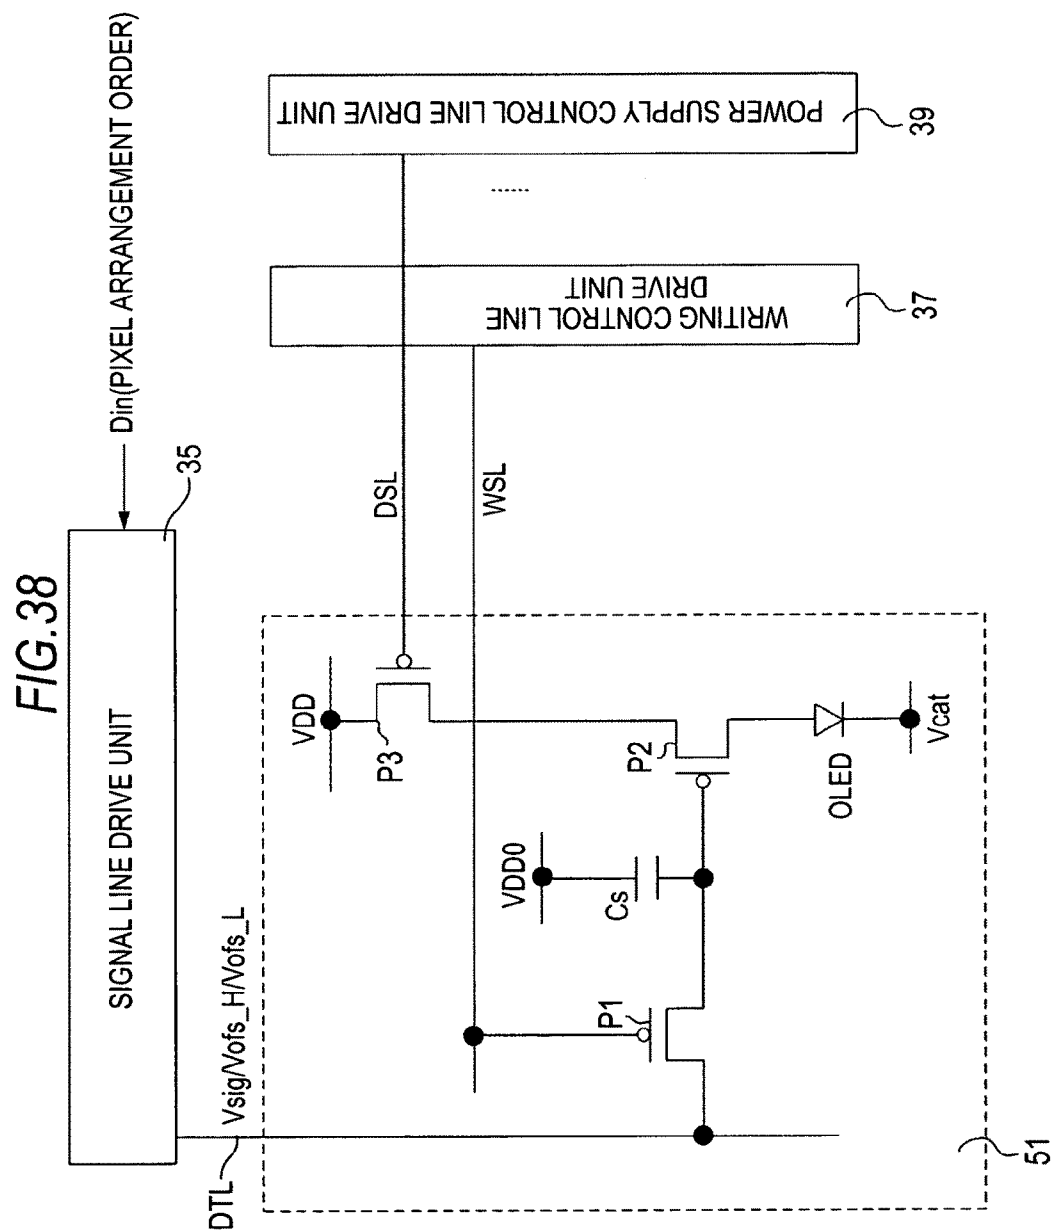 FIG.38
Din(PIXEL ARRANGEMENT ORDER)
SIGNAL LINE DRIVE UNIT
35
DTL
Vsig/Vofs_H/Vofs_L
DSL
WSL
VDD
P3
VDD0
Cs
P2
P1
OLED
Vcat
51
WRITING CONTROL LINE
DRIVE UNIT
37
POWER SUPPLY CONTROL LINE DRIVE UNIT
39